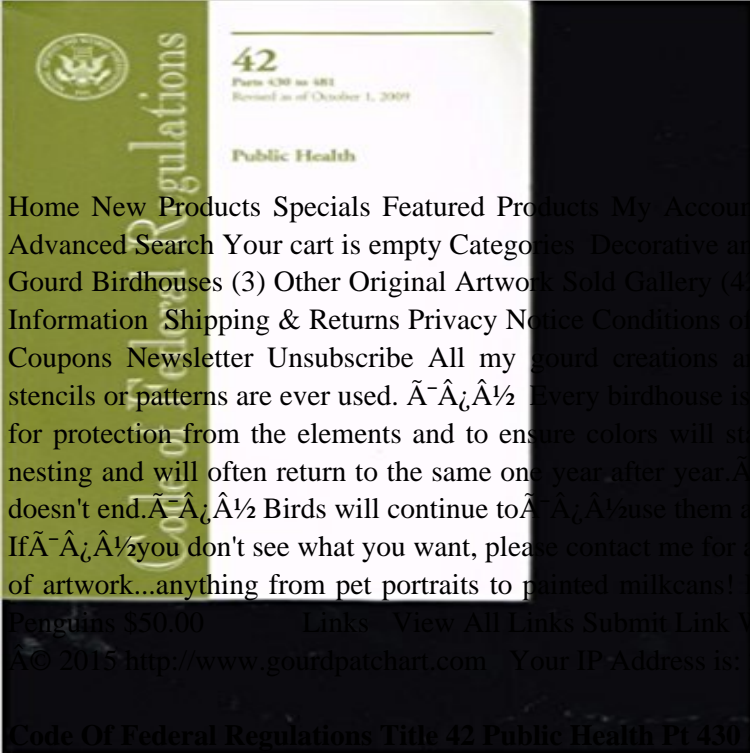 42
Parts 430 to 481
Revised as of October 1, 2009
Public Health
Code of Federal Regulations
Home New Products Specials Featured Products My Accoun
Advanced Search Your cart is empty Categories Decorative an
Gourd Birdhouses (3) Other Original Artwork Sold Gallery (4
Information Shipping & Returns Privacy Notice Conditions of
Coupons Newsletter Unsubscribe All my gourd creations a
stencils or patterns are ever used. ï¿½ Every birdhouse is
for protection from the elements and to ensure colors will st
nesting and will often return to the same one year after year.Ã
doesn't end.ï¿½ Birds will continue toï¿½use them a
Ifï¿½you don't see what you want, please contact me for
of artwork...anything from pet portraits to painted milkcans!
Penguins $50.00 Links View All Links Submit Link W
Â© 2015 http://www.gourdpatchart.com Your IP Address is:
Code Of Federal Regulations Title 42 Public Health Pt 430